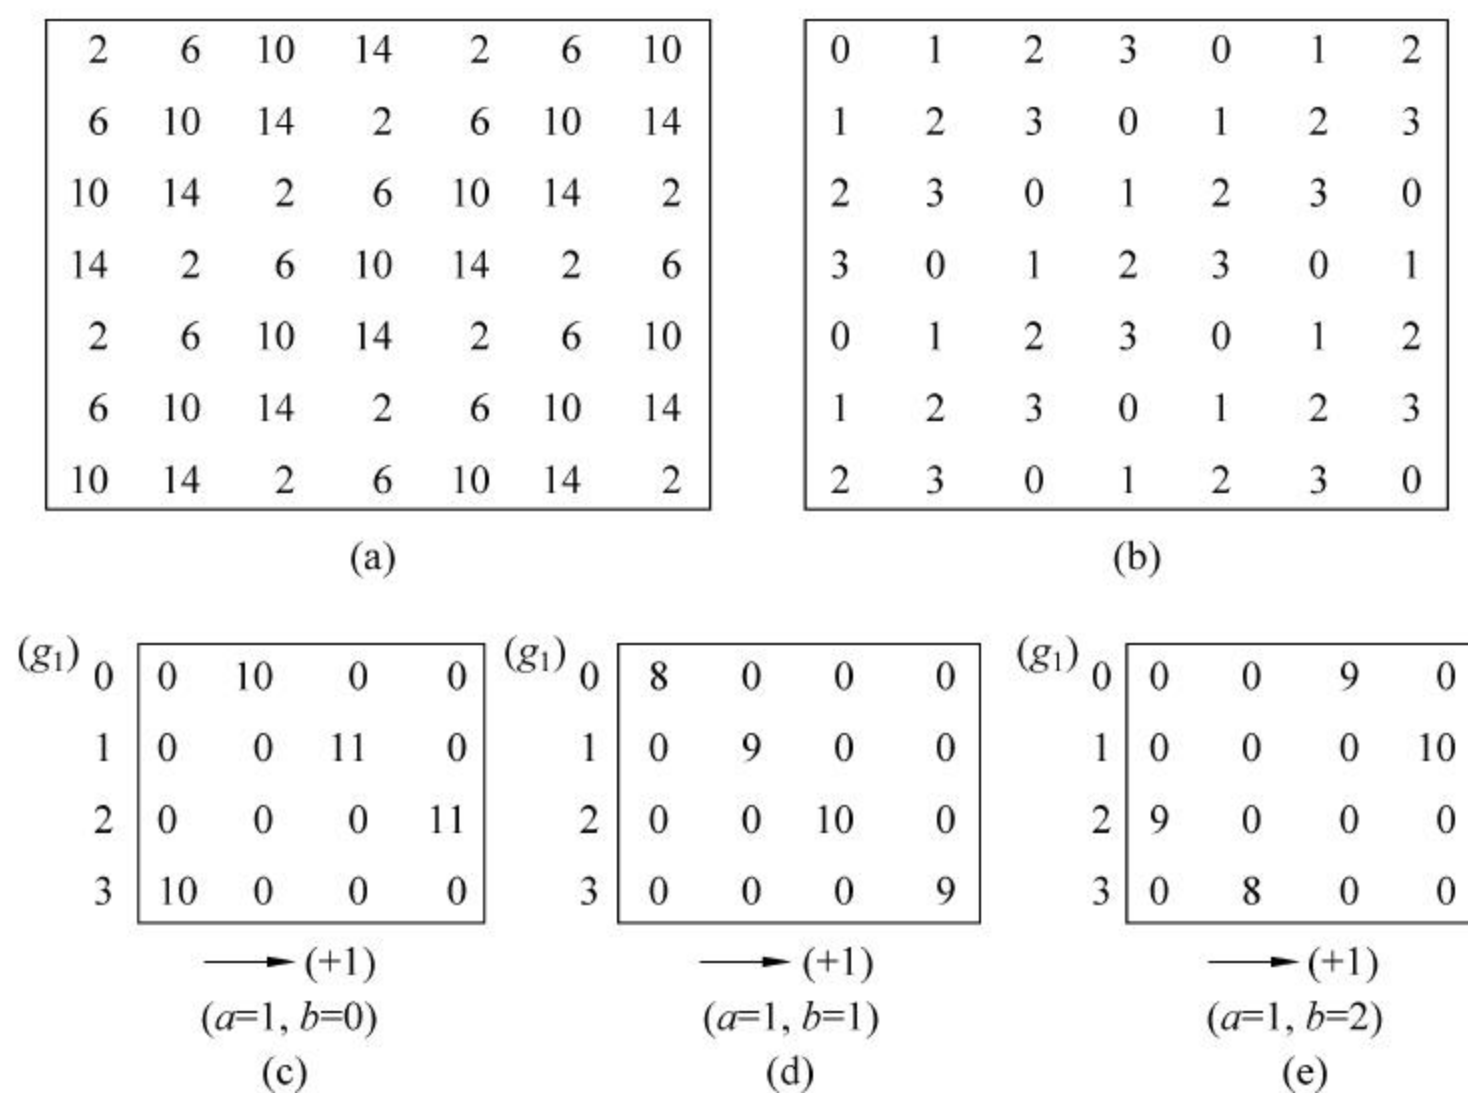 2 6 10 14 2 6 10
6 10 14 2 6 10 14
10 14 2 6 10 14 2
14 2 6 10 14 2 6
2 6 10 14 2 6 10
6 10 14 2 6 10 14
10 14 2 6 10 14 2
(a)
0 1 2 3 0 1 2
1 2 3 0 1 2 3
2 3 0 1 2 3 0
3 0 1 2 3 0 1
0 1 2 3 0 1 2
1 2 3 0 1 2 3
2 3 0 1 2 3 0
(b)
(g₁) 0 0 10 0 0
1 0 0 11 0
2 0 0 0 11
3 10 0 0 0
→ (+1)
(a=1, b=0)
(c)
(g₁) 0 8 0 0 0
1 0 9 0 0
2 0 0 10 0
3 0 0 0 9
→ (+1)
(a=1, b=1)
(d)
(g₁) 0 0 0 9 0
1 0 0 0 10
2 9 0 0 0
3 0 8 0 0
→ (+1)
(a=1, b=2)
(e)